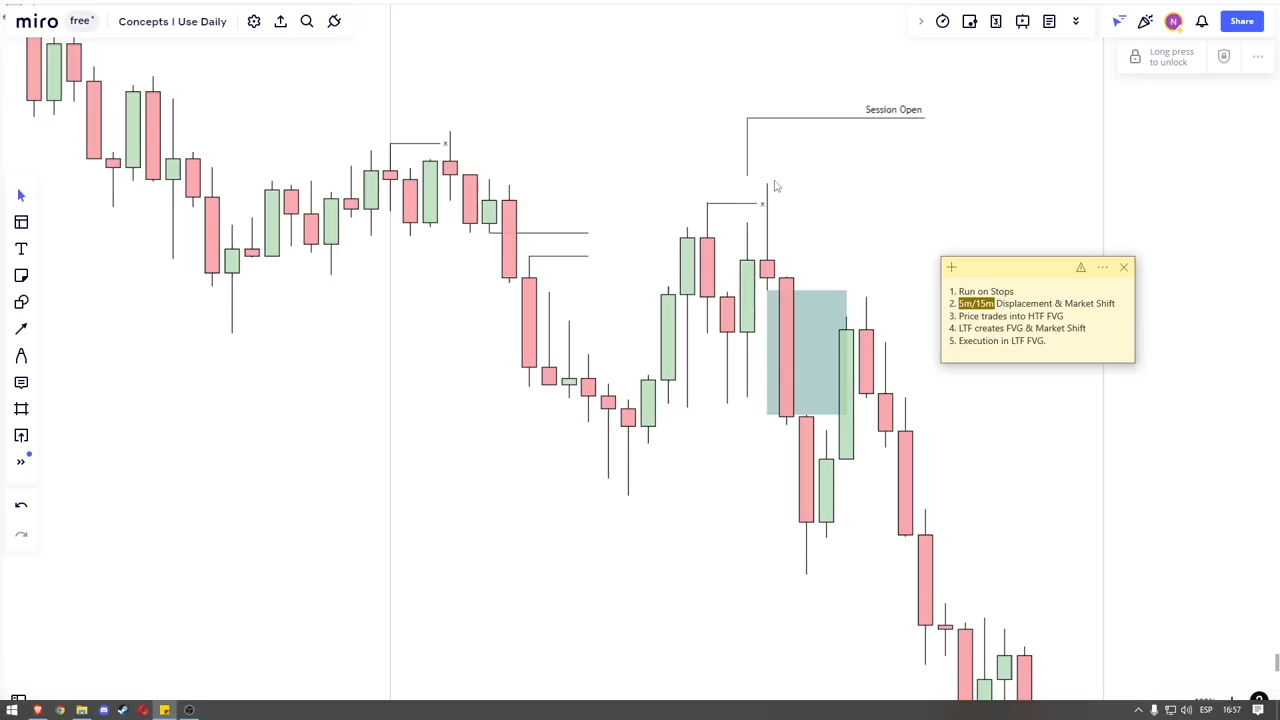 miro free Concepts I Use Daily
3
N
Share
Long press
to unlock
Session Open
x
x
1. Run on Stops
2. 5m/15m Displacement & Market Shift
3. Price trades into HTF FVG
4. LTF creates FVG & Market Shift
5. Execution in LTF FVG.
ESP 16:57